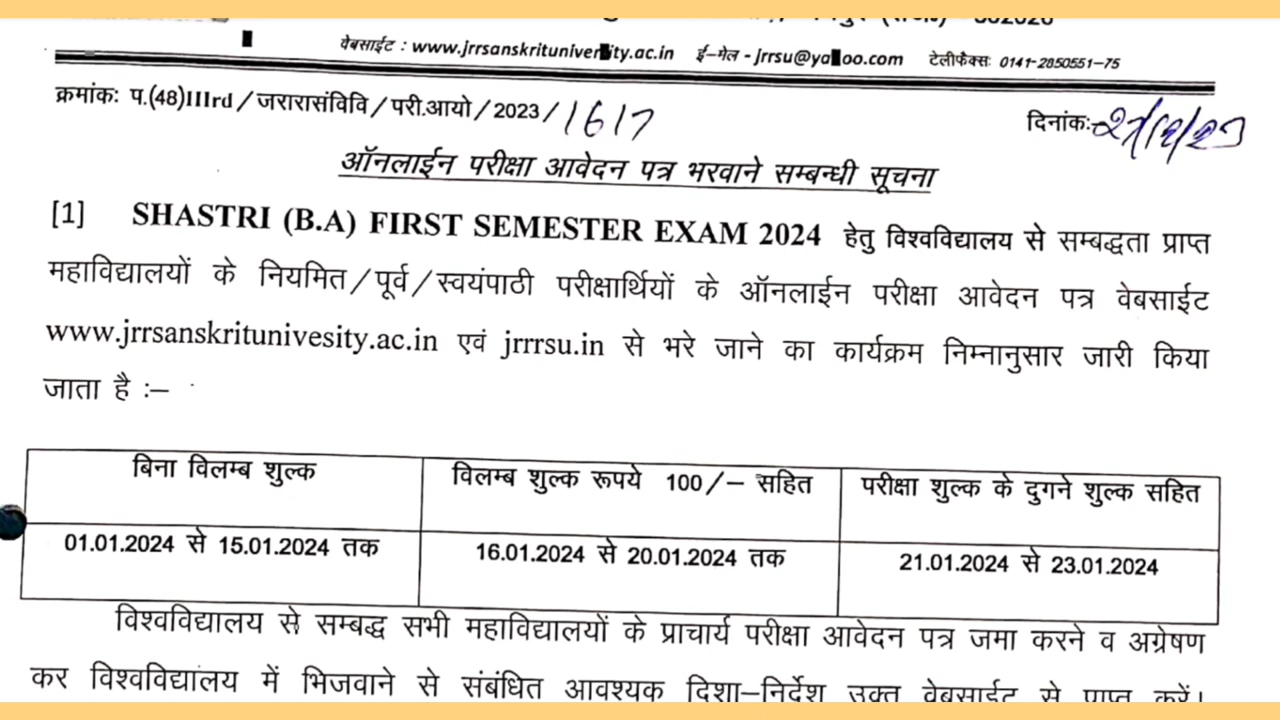 वेबसाईट : www.jrrsanskrituniver ty.ac.in ई–मेल - jrrsu@ya oo.com टेलीफैक्सः 0141-2850551-75
क्रमांकः प.(48)IIIrd/जरारासंविवि/परी.आयो/2023/1617
दिनांकः
ऑनलाईन परीक्षा आवेदन पत्र भरवाने सम्बन्धी सूचना
[1] SHASTRI (B.A) FIRST SEMESTER EXAM 2024 हेतु विश्वविद्यालय से सम्बद्धता प्राप्त
महाविद्यालयों के नियमित/पूर्व/स्वयंपाठी परीक्षार्थियों के ऑनलाईन परीक्षा आवेदन पत्र वेबसाईट
www.jrrsanskritunivesity.ac.in एवं jrrrsu.in से भरे जाने का कार्यक्रम निम्नानुसार जारी किया
जाता है :–
बिना विलम्ब शुल्क
विलम्ब शुल्क रूपये 100/– सहित
परीक्षा शुल्क के दुगने शुल्क सहित
01.01.2024 से 15.01.2024 तक
16.01.2024 से 20.01.2024 तक
21.01.2024 से 23.01.2024
विश्वविद्यालय से सम्बद्ध सभी महाविद्यालयों के प्राचार्य परीक्षा आवेदन पत्र जमा करने व अग्रेषण
कर विश्वविद्यालय में भिजवाने से संबंधित आवश्यक दिशा–निर्देश उक्त वेबसाईट से प्राप्त करें।